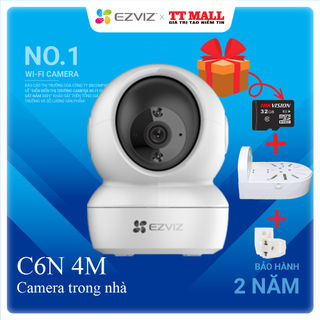 EZVIZ x TT MALL
GIÁ TRỊ TẠO NIỀM TIN
NO.1
WI-FI CAMERA
HIKVISION
32GB
EZVIZ
C6N 4M
Camera trong nhà
BẢO HÀNH
2 NĂM